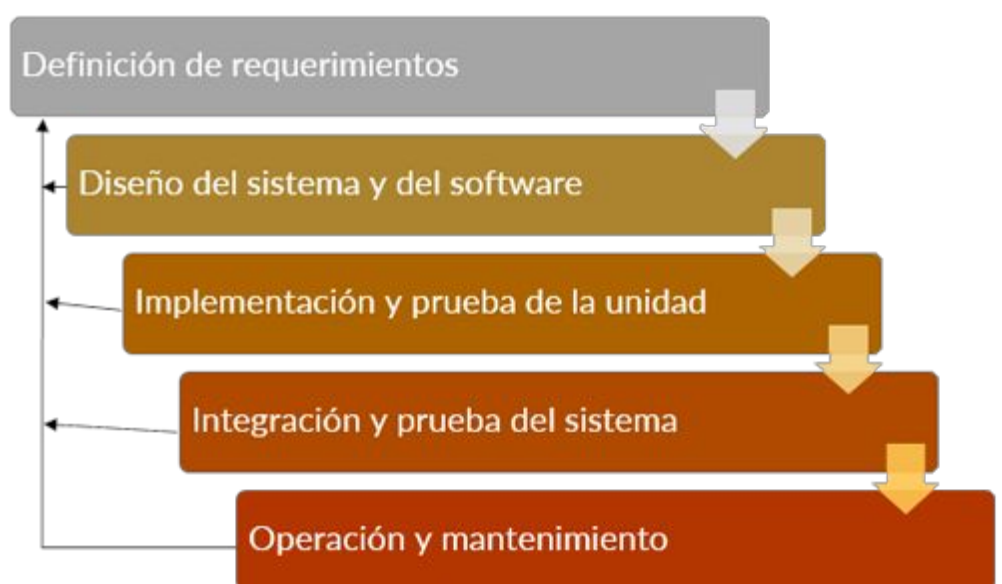 Definición de requerimientos
Diseño del sistema y del software
Implementación y prueba de la unidad
Integración y prueba del sistema
Operación y mantenimiento